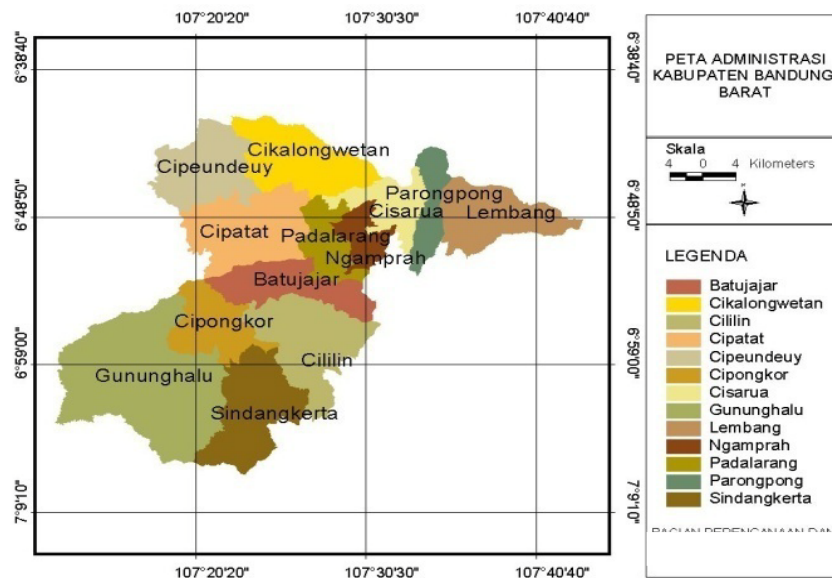 107°20'20"
107°30'30"
107°40'40"
6°38'40"
6°38'40"
6°48'50"
6°48'50"
6°59'00"
6°59'00"
7°9'10"
Cikalongwetan
Cipeundeuy
Parongpong
Cisarua
Lembang
Cipatat
Padalarang
Ngamprah
Batujajar
Cipongkor
Cililin
Gununghalu
Sindangkerta
107°20'20"
107°30'30"
107°40'40"
PETA ADMINISTRASI
KABUPATEN BANDUNG
BARAT
Skala
4 0 4 Kilometers
LEGENDA
Batujajar
Cikalongwetan
Cililin
Cipatat
Cipeundeuy
Cipongkor
Cisarua
Gununghalu
Lembang
Ngamprah
Padalarang
Parongpong
Sindangkerta